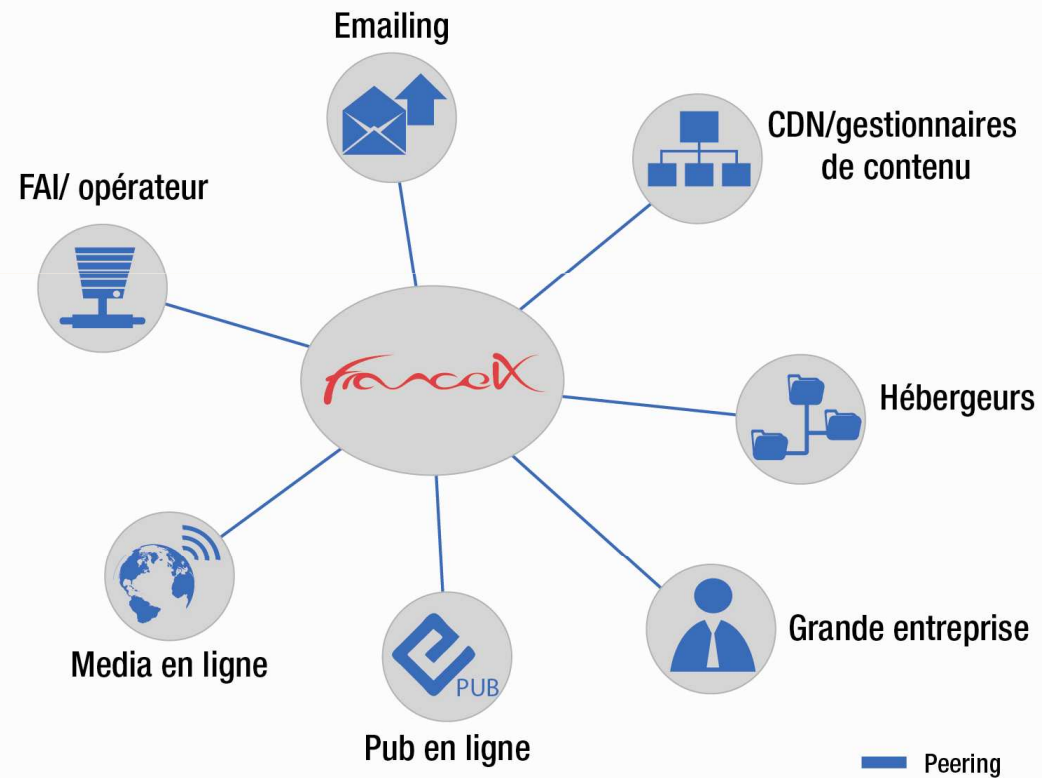 Emailing
CDN/gestionnaires
de contenu
FAI/ opérateur
franceIX
Hébergeurs
Grande entreprise
PUB
Pub en ligne
Media en ligne
Peering